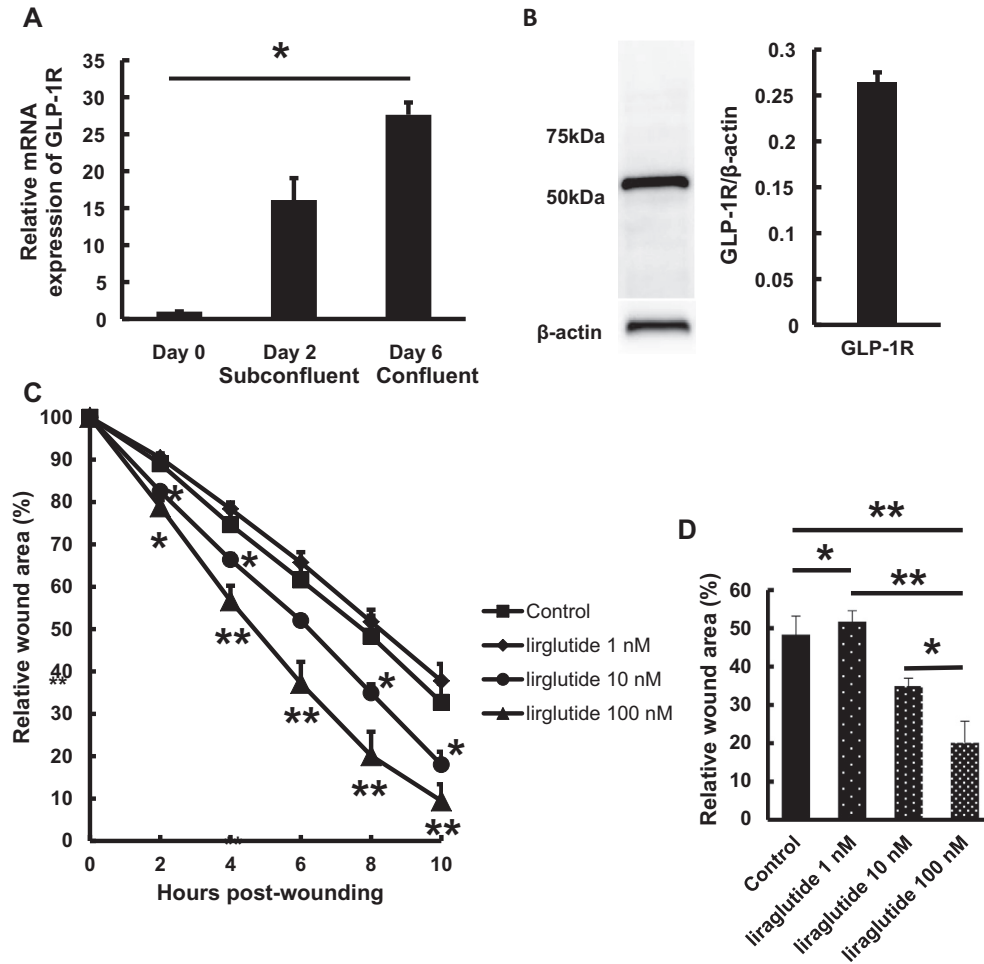 A
*
Relative mRNA
expression of GLP-1R
35
30
25
20
15
10
5
0
Day 0
Day 2
Subconfluent
Day 6
Confluent
B
75kDa
50kDa
β-actin
GLP-1R/β-actin
0.3
0.25
0.2
0.15
0.1
0.05
0
GLP-1R
C
Relative wound area (%)
100
90
80
70
60
50
40
30
20
10
0
**
*
*
*
**
**
*
**
*
**
**
0 2 4 6 8 10
Hours post-wounding
Control
lirglutide 1 nM
lirglutide 10 nM
lirglutide 100 nM
D
**
*
**
*
Relative wound area (%)
60
50
40
30
20
10
0
Control
liraglutide 1 nM
liraglutide 10 nM
liraglutide 100 nM